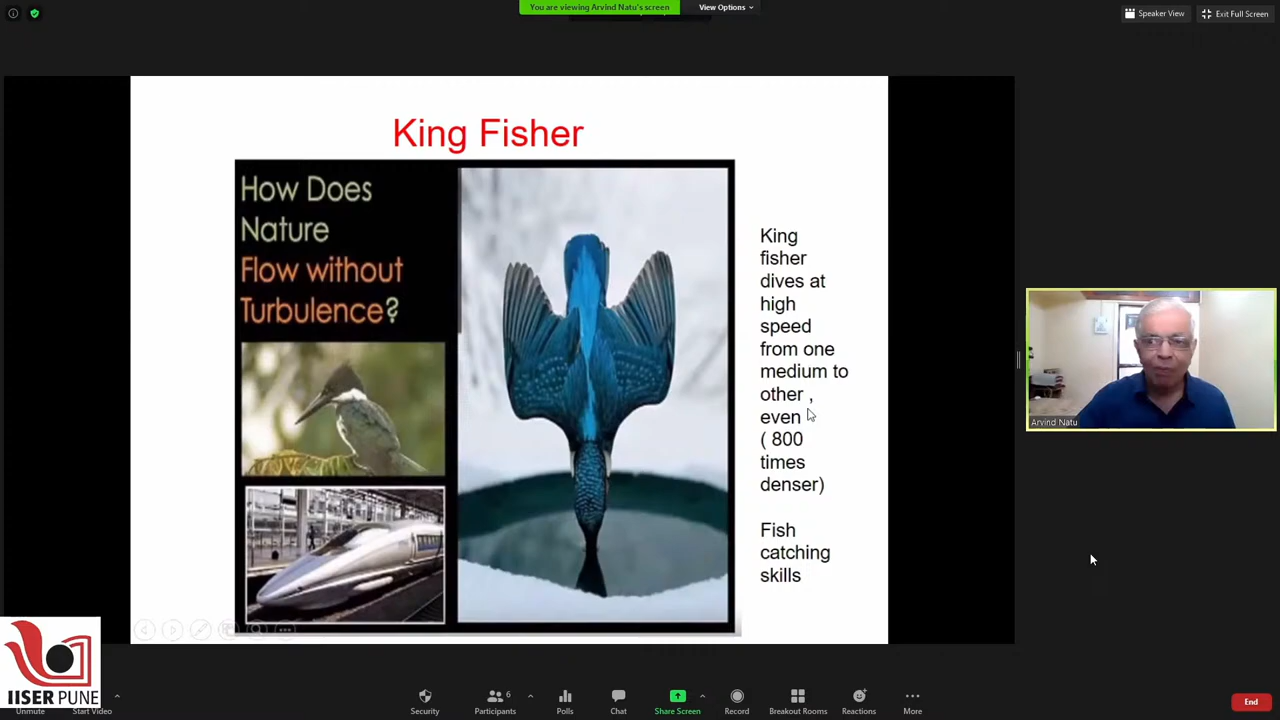 You are viewing Arvind Natu's screen
View Options
Speaker View
Exit Full Screen
King Fisher
How Does
Nature
Flow without
Turbulence?
King
fisher
dives at
high
speed
from one
medium to
other ,
even
( 800
times
denser)
Fish
catching
skills
Arvind Natu
IISER PUNE
Unmute
Start Video
Security
Participants
6
Polls
Chat
Share Screen
Record
Breakout Rooms
Reactions
More
End